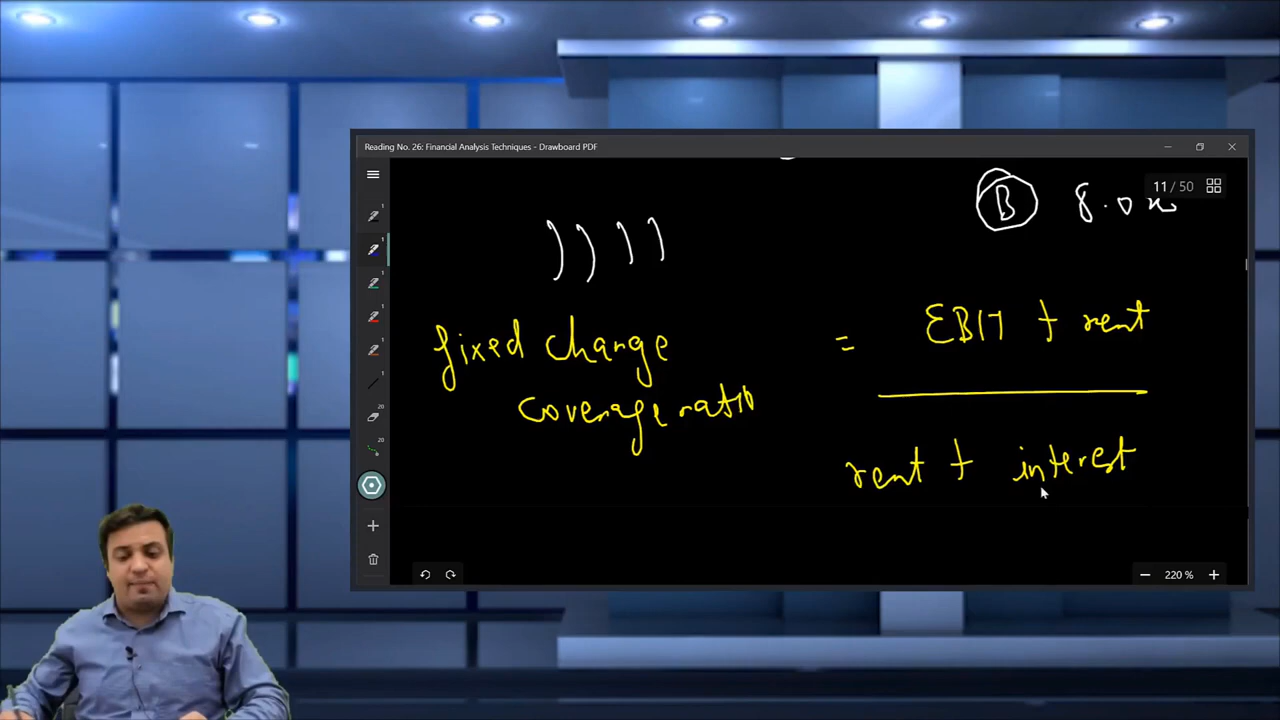 Reading No. 26: Financial Analysis Techniques - Drawboard PDF
11 / 50
B 8.0x
fixed change = EBIT + rent
coverage ratio
rent + interest
220 %